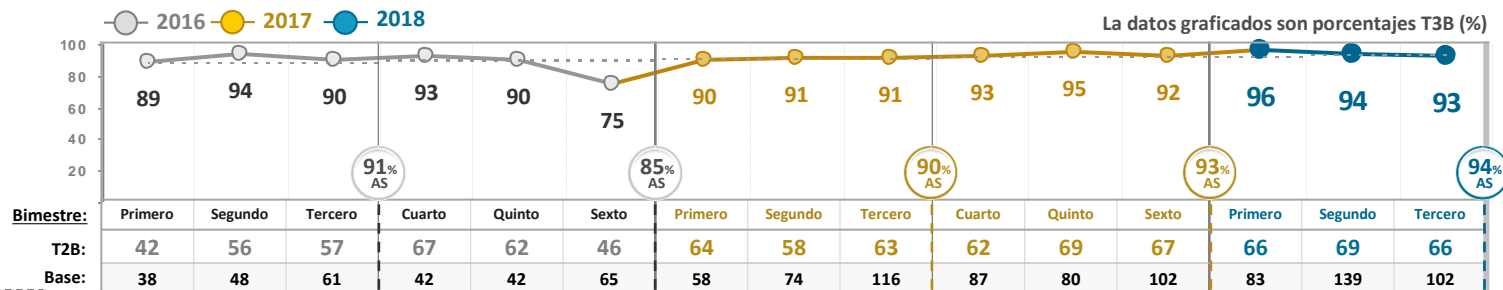 2016 2017 2018 La datos graficados son porcentajes T3B (%)
100
80
60
40
20
89 94 90 93 90 75 90 91 91 93 95 92 96 94 93
91% AS 85% AS 90% AS 93% AS 94% AS
Bimestre: Primero Segundo Tercero Cuarto Quinto Sexto Primero Segundo Tercero Cuarto Quinto Sexto Primero Segundo Tercero
T2B: 42 56 57 67 62 46 64 58 63 62 69 67 66 69 66
Base: 38 48 61 42 42 65 58 74 116 87 80 102 83 139 102